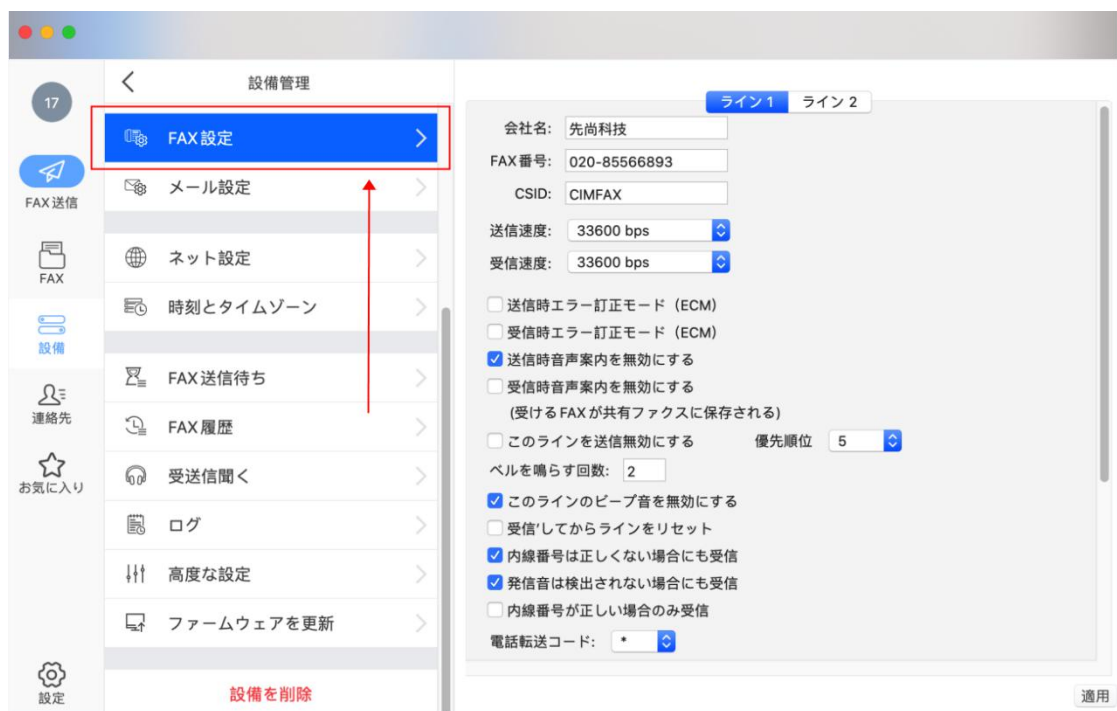 17
FAX送信
FAX
設備
連絡先
お気に入り
設定
設備管理
FAX設定
メール設定
ネット設定
時刻とタイムゾーン
FAX送信待ち
FAX履歴
受送信聞く
ログ
高度な設定
ファームウェアを更新
設備を削除
ライン1 ライン2
会社名: 先尚科技
FAX番号: 020-85566893
CSID: CIMFAX
送信速度: 33600 bps
受信速度: 33600 bps
送信時エラー訂正モード（ECM）
受信時エラー訂正モード（ECM）
送信時音声案内を無効にする
受信時音声案内を無効にする
(受けるFAXが共有ファクスに保存される)
このラインを送信無効にする 優先順位 5
ベルを鳴らす回数: 2
このラインのビープ音を無効にする
受信'してからラインをリセット
内線番号は正しくない場合にも受信
発信音は検出されない場合にも受信
内線番号が正しい場合のみ受信
電話転送コード: *
適用